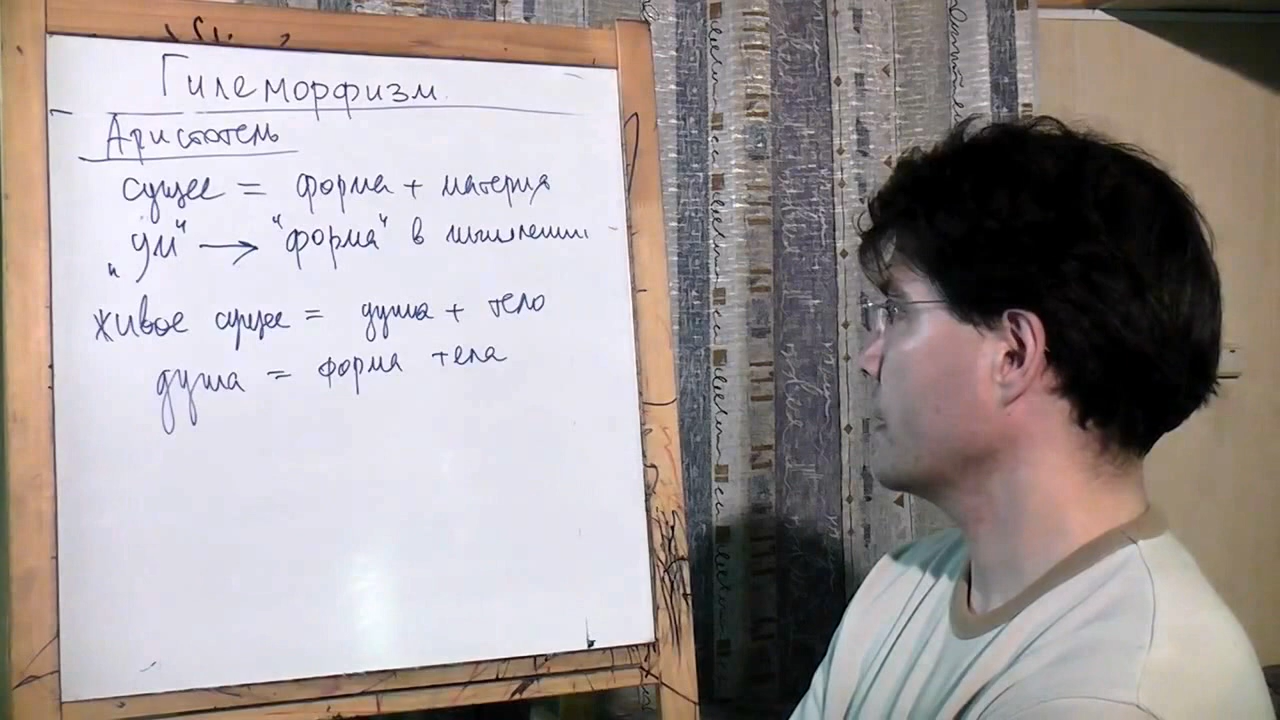 Гилеморфизм.
Аристотель
сущее = форма + материя
"ум" → "форма" в мышлении
живое сущее = душа + тело
душа = форма тела